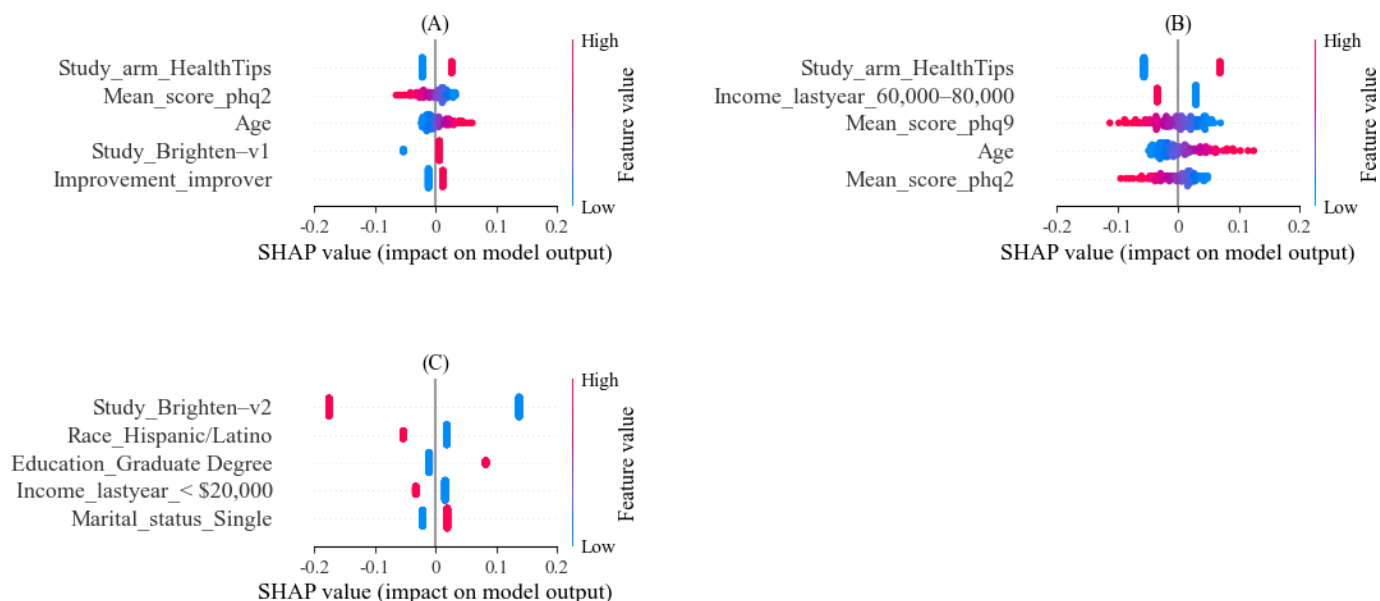 (A)
High
Study_arm_HealthTips
Mean_score_phq2
Age
Study_Brighten–v1
Improvement_improver
Feature value
Low
-0.2 -0.1 0 0.1 0.2
SHAP value (impact on model output)
(B)
High
Study_arm_HealthTips
Income_lastyear_60,000–80,000
Mean_score_phq9
Age
Mean_score_phq2
Feature value
Low
-0.2 -0.1 0 0.1 0.2
SHAP value (impact on model output)
(C)
High
Study_Brighten–v2
Race_Hispanic/Latino
Education_Graduate Degree
Income_lastyear_< $20,000
Marital_status_Single
Feature value
Low
-0.2 -0.1 0 0.1 0.2
SHAP value (impact on model output)